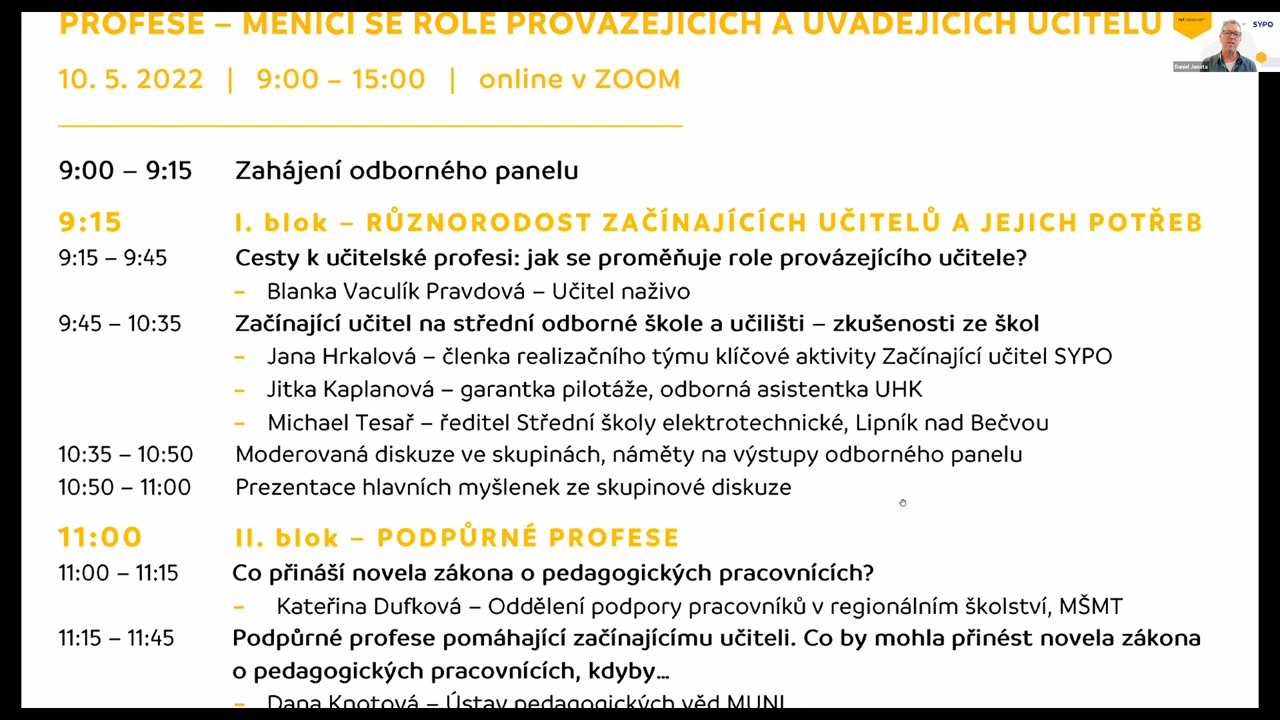 PROFESE – MĚNÍCÍ SE ROLE PROVÁZEJÍCÍCH A UVÁDĚJÍCÍCH UČITELŮ
SYPO
Daniel Janata
10. 5. 2022 | 9:00 – 15:00 | online v ZOOM
9:00 – 9:15 Zahájení odborného panelu
9:15 I. blok – RŮZNORODOST ZAČÍNAJÍCÍCH UČITELŮ A JEJICH POTŘEB
9:15 – 9:45 Cesty k učitelské profesi: jak se proměňuje role provázejícího učitele?
– Blanka Vaculík Pravdová – Učitel naživo
9:45 – 10:35 Začínající učitel na střední odborné škole a učilišti – zkušenosti ze škol
– Jana Hrkalová – členka realizačního týmu klíčové aktivity Začínající učitel SYPO
– Jitka Kaplanová – garantka pilotáže, odborná asistentka UHK
– Michael Tesař – ředitel Střední školy elektrotechnické, Lipník nad Bečvou
10:35 – 10:50 Moderovaná diskuze ve skupinách, náměty na výstupy odborného panelu
10:50 – 11:00 Prezentace hlavních myšlenek ze skupinové diskuze
11:00 II. blok – PODPŮRNÉ PROFESE
11:00 – 11:15 Co přináší novela zákona o pedagogických pracovnících?
– Kateřina Dufková – Oddělení podpory pracovníků v regionálním školství, MŠMT
11:15 – 11:45 Podpůrné profese pomáhající začínajícímu učiteli. Co by mohla přinést novela zákona
o pedagogických pracovnících, kdyby…
– Dana Knotová – Ústav pedagogických věd MUNI